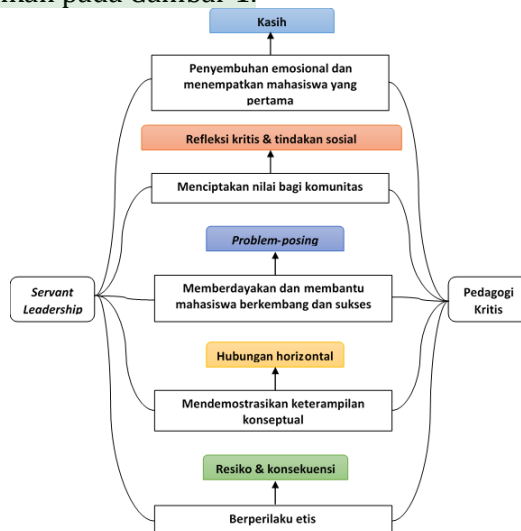 Kasih
Penyembuhan emosional dan
menempatkan mahasiswa yang
pertama
Refleksi kritis & tindakan sosial
Menciptakan nilai bagi komunitas
Problem-posing
Servant
Leadership
Memberdayakan dan membantu
mahasiswa berkembang dan sukses
Pedagogi
Kritis
Hubungan horizontal
Mendemostrasikan keterampilan
konseptual
Resiko & konsekuensi
Berperilaku etis